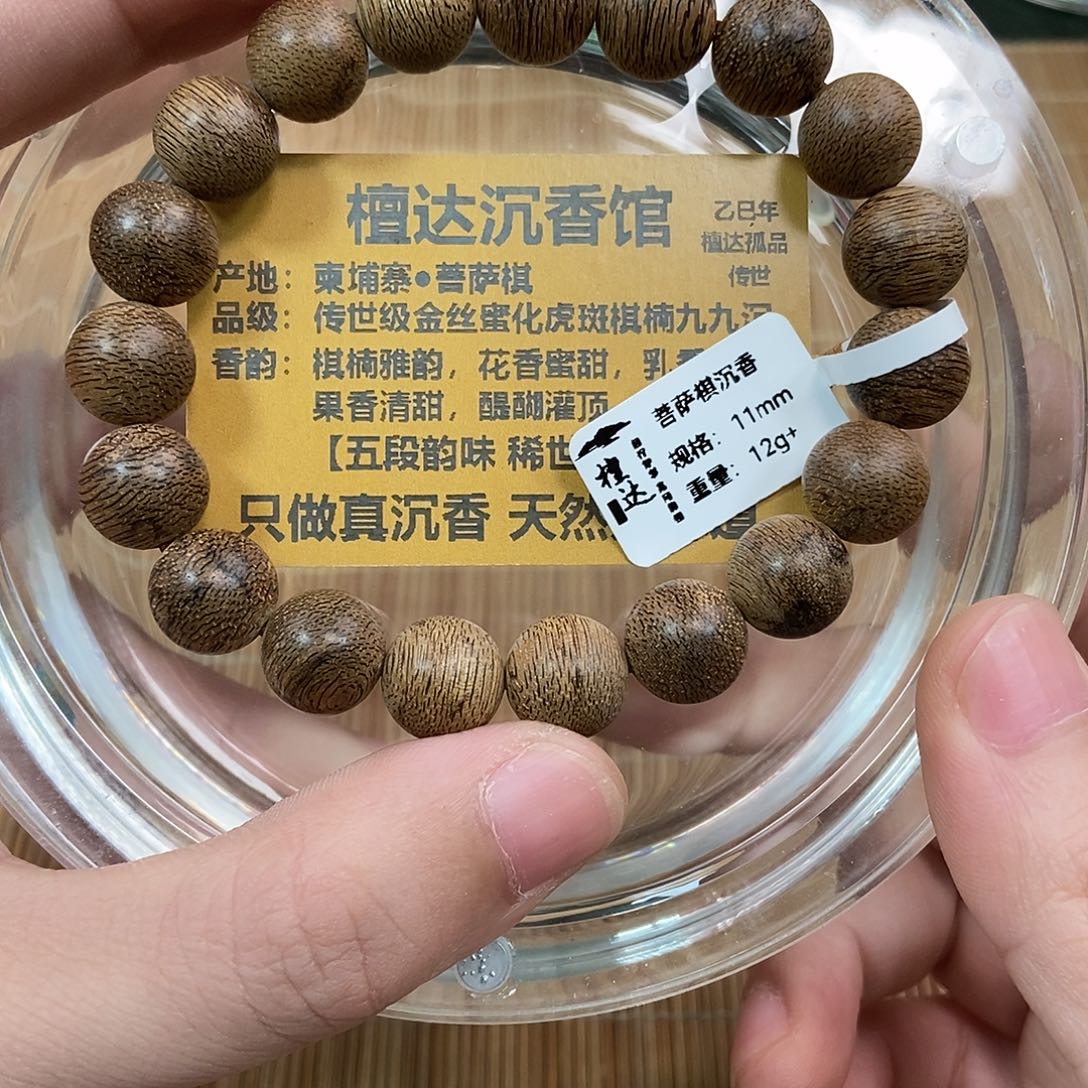 檀达沉香馆
乙巳年
檀达孤品
传世
产地：柬埔寨•菩萨棋
品级：传世级金丝蜜化虎斑棋楠九九沉
香韵：棋楠雅韵，花香蜜甜，乳
果香清甜，醍醐灌顶
【五段韵味 稀世
只做真沉香 天然
道
菩萨棋沉香
规格：11mm
重量：12g+
檀达